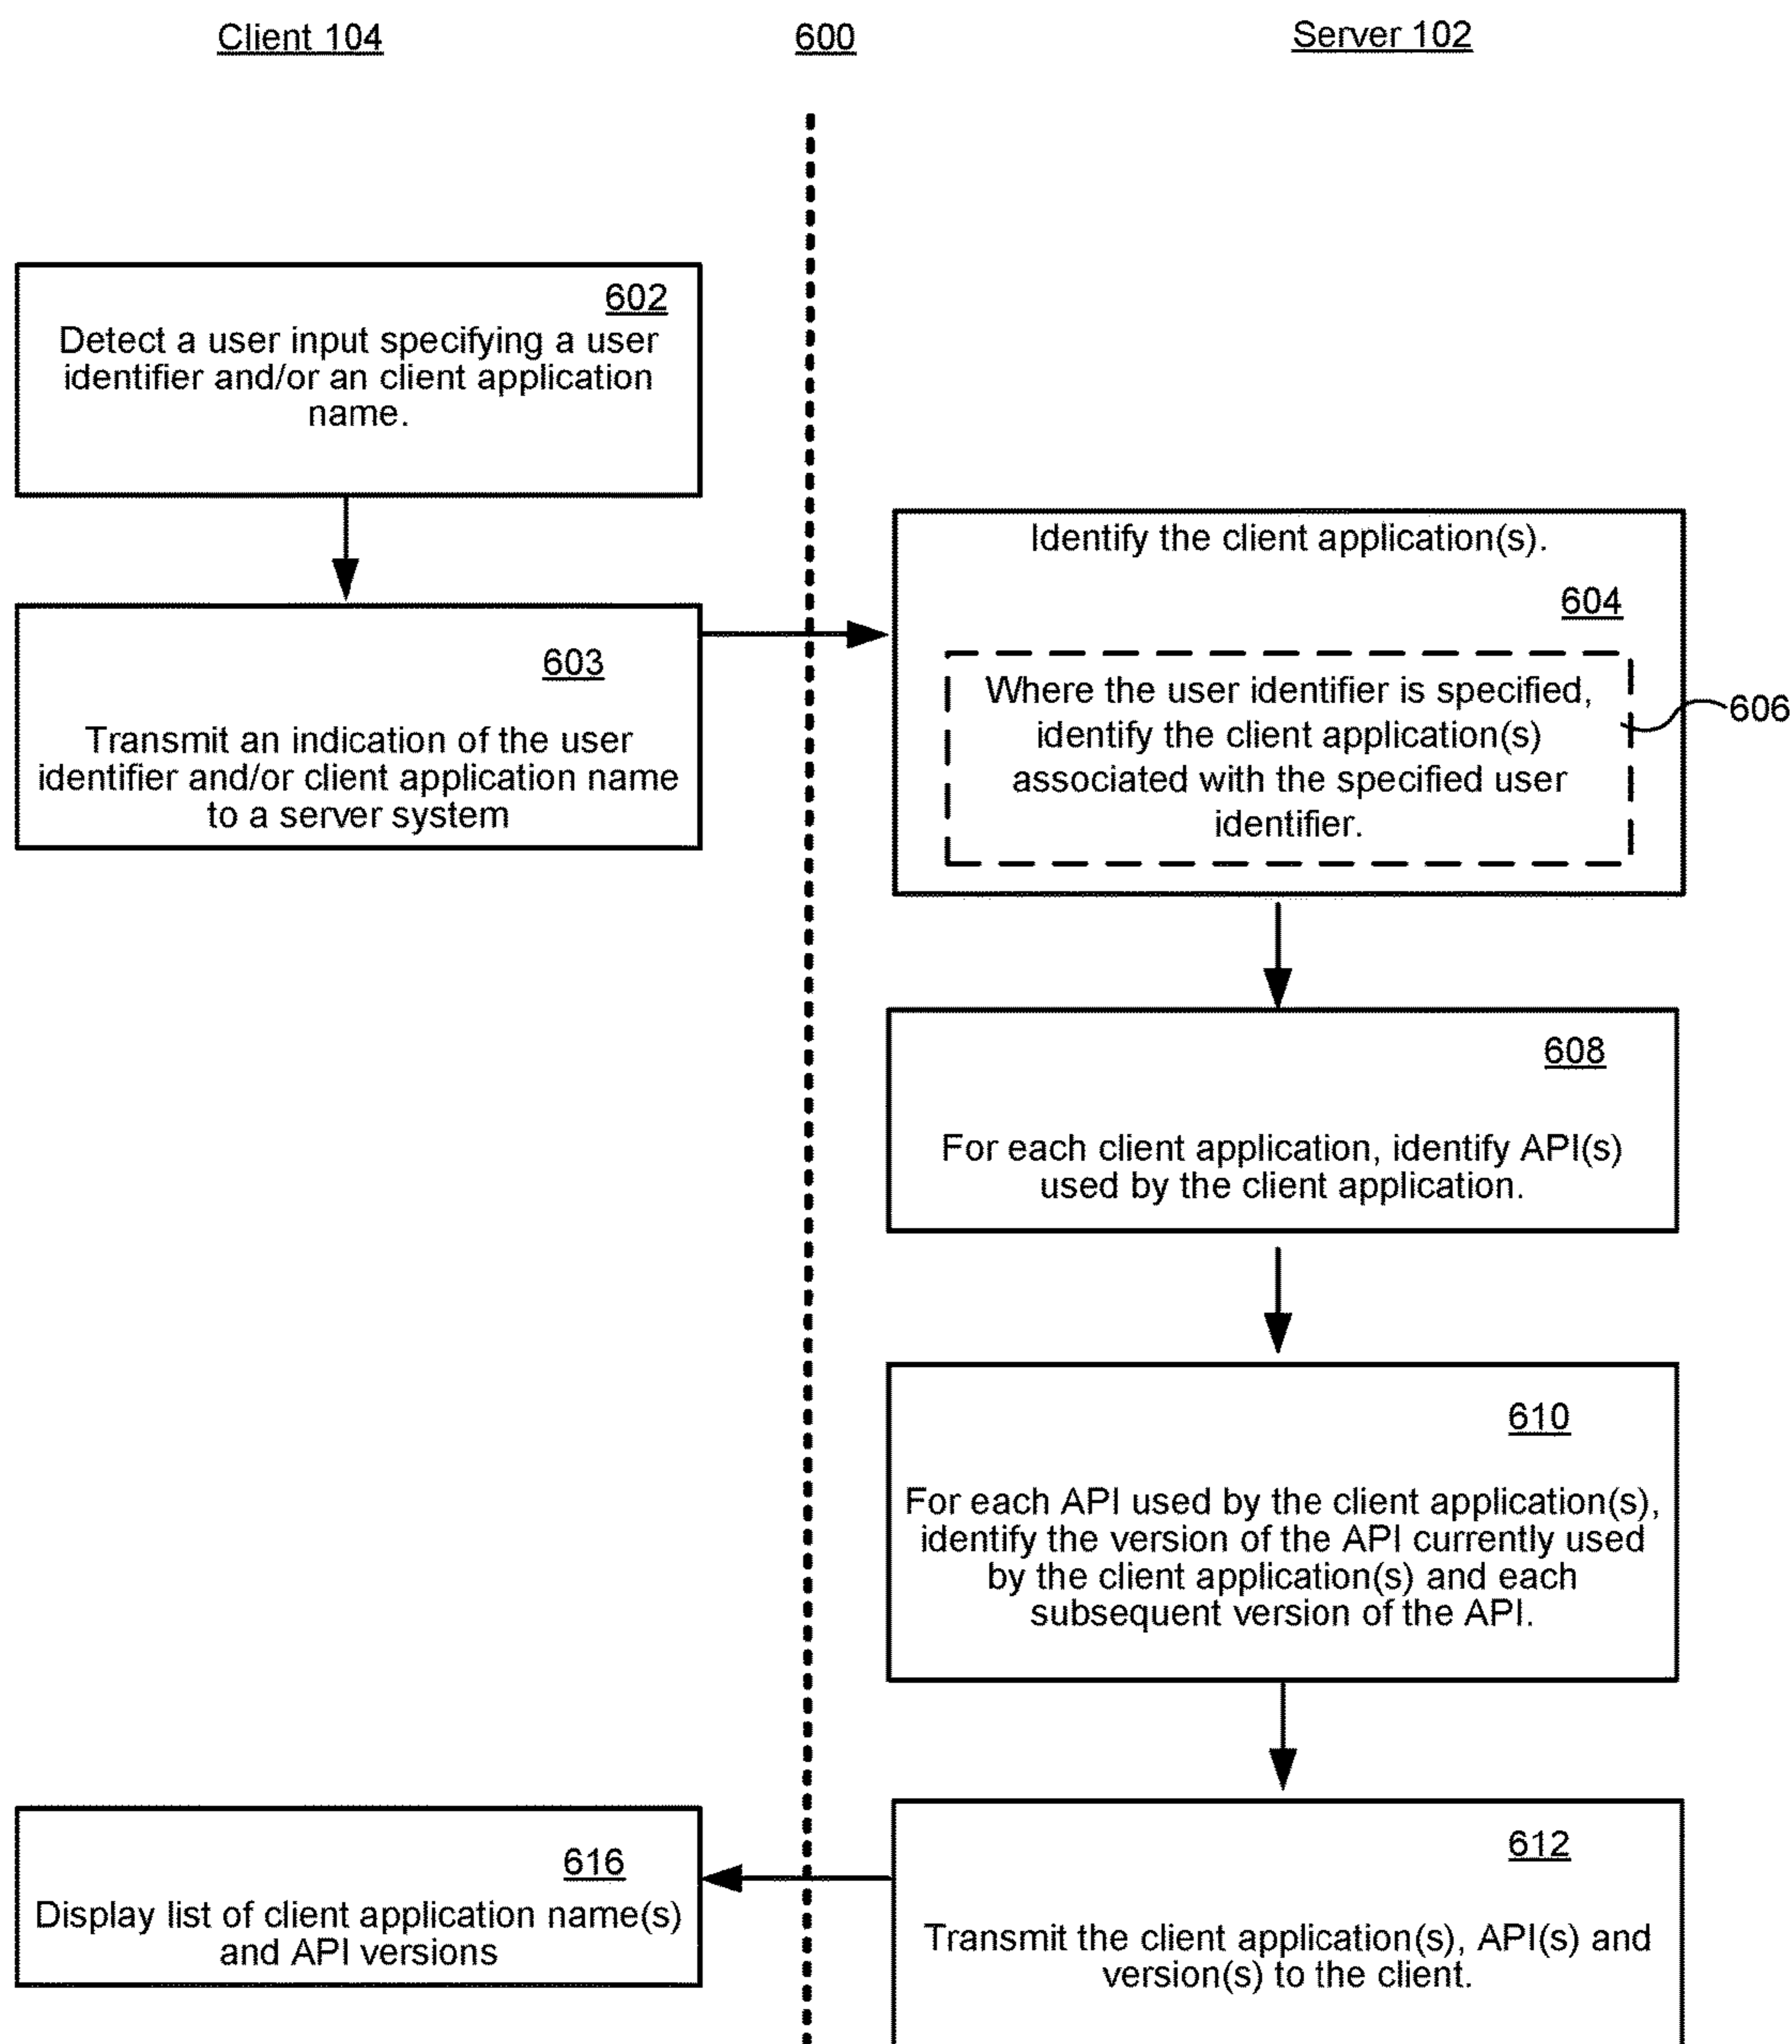 Client 104
600
Server 102
602
Detect a user input specifying a user
identifier and/or an client application
name.
603
Transmit an indication of the user
identifier and/or client application name
to a server system
Identify the client application(s).
604
Where the user identifier is specified,
identify the client application(s)
associated with the specified user
identifier.
606
608
For each client application, identify API(s)
used by the client application.
610
For each API used by the client application(s),
identify the version of the API currently used
by the client application(s) and each
subsequent version of the API.
612
Transmit the client application(s), API(s) and
version(s) to the client.
616
Display list of client application name(s)
and API versions